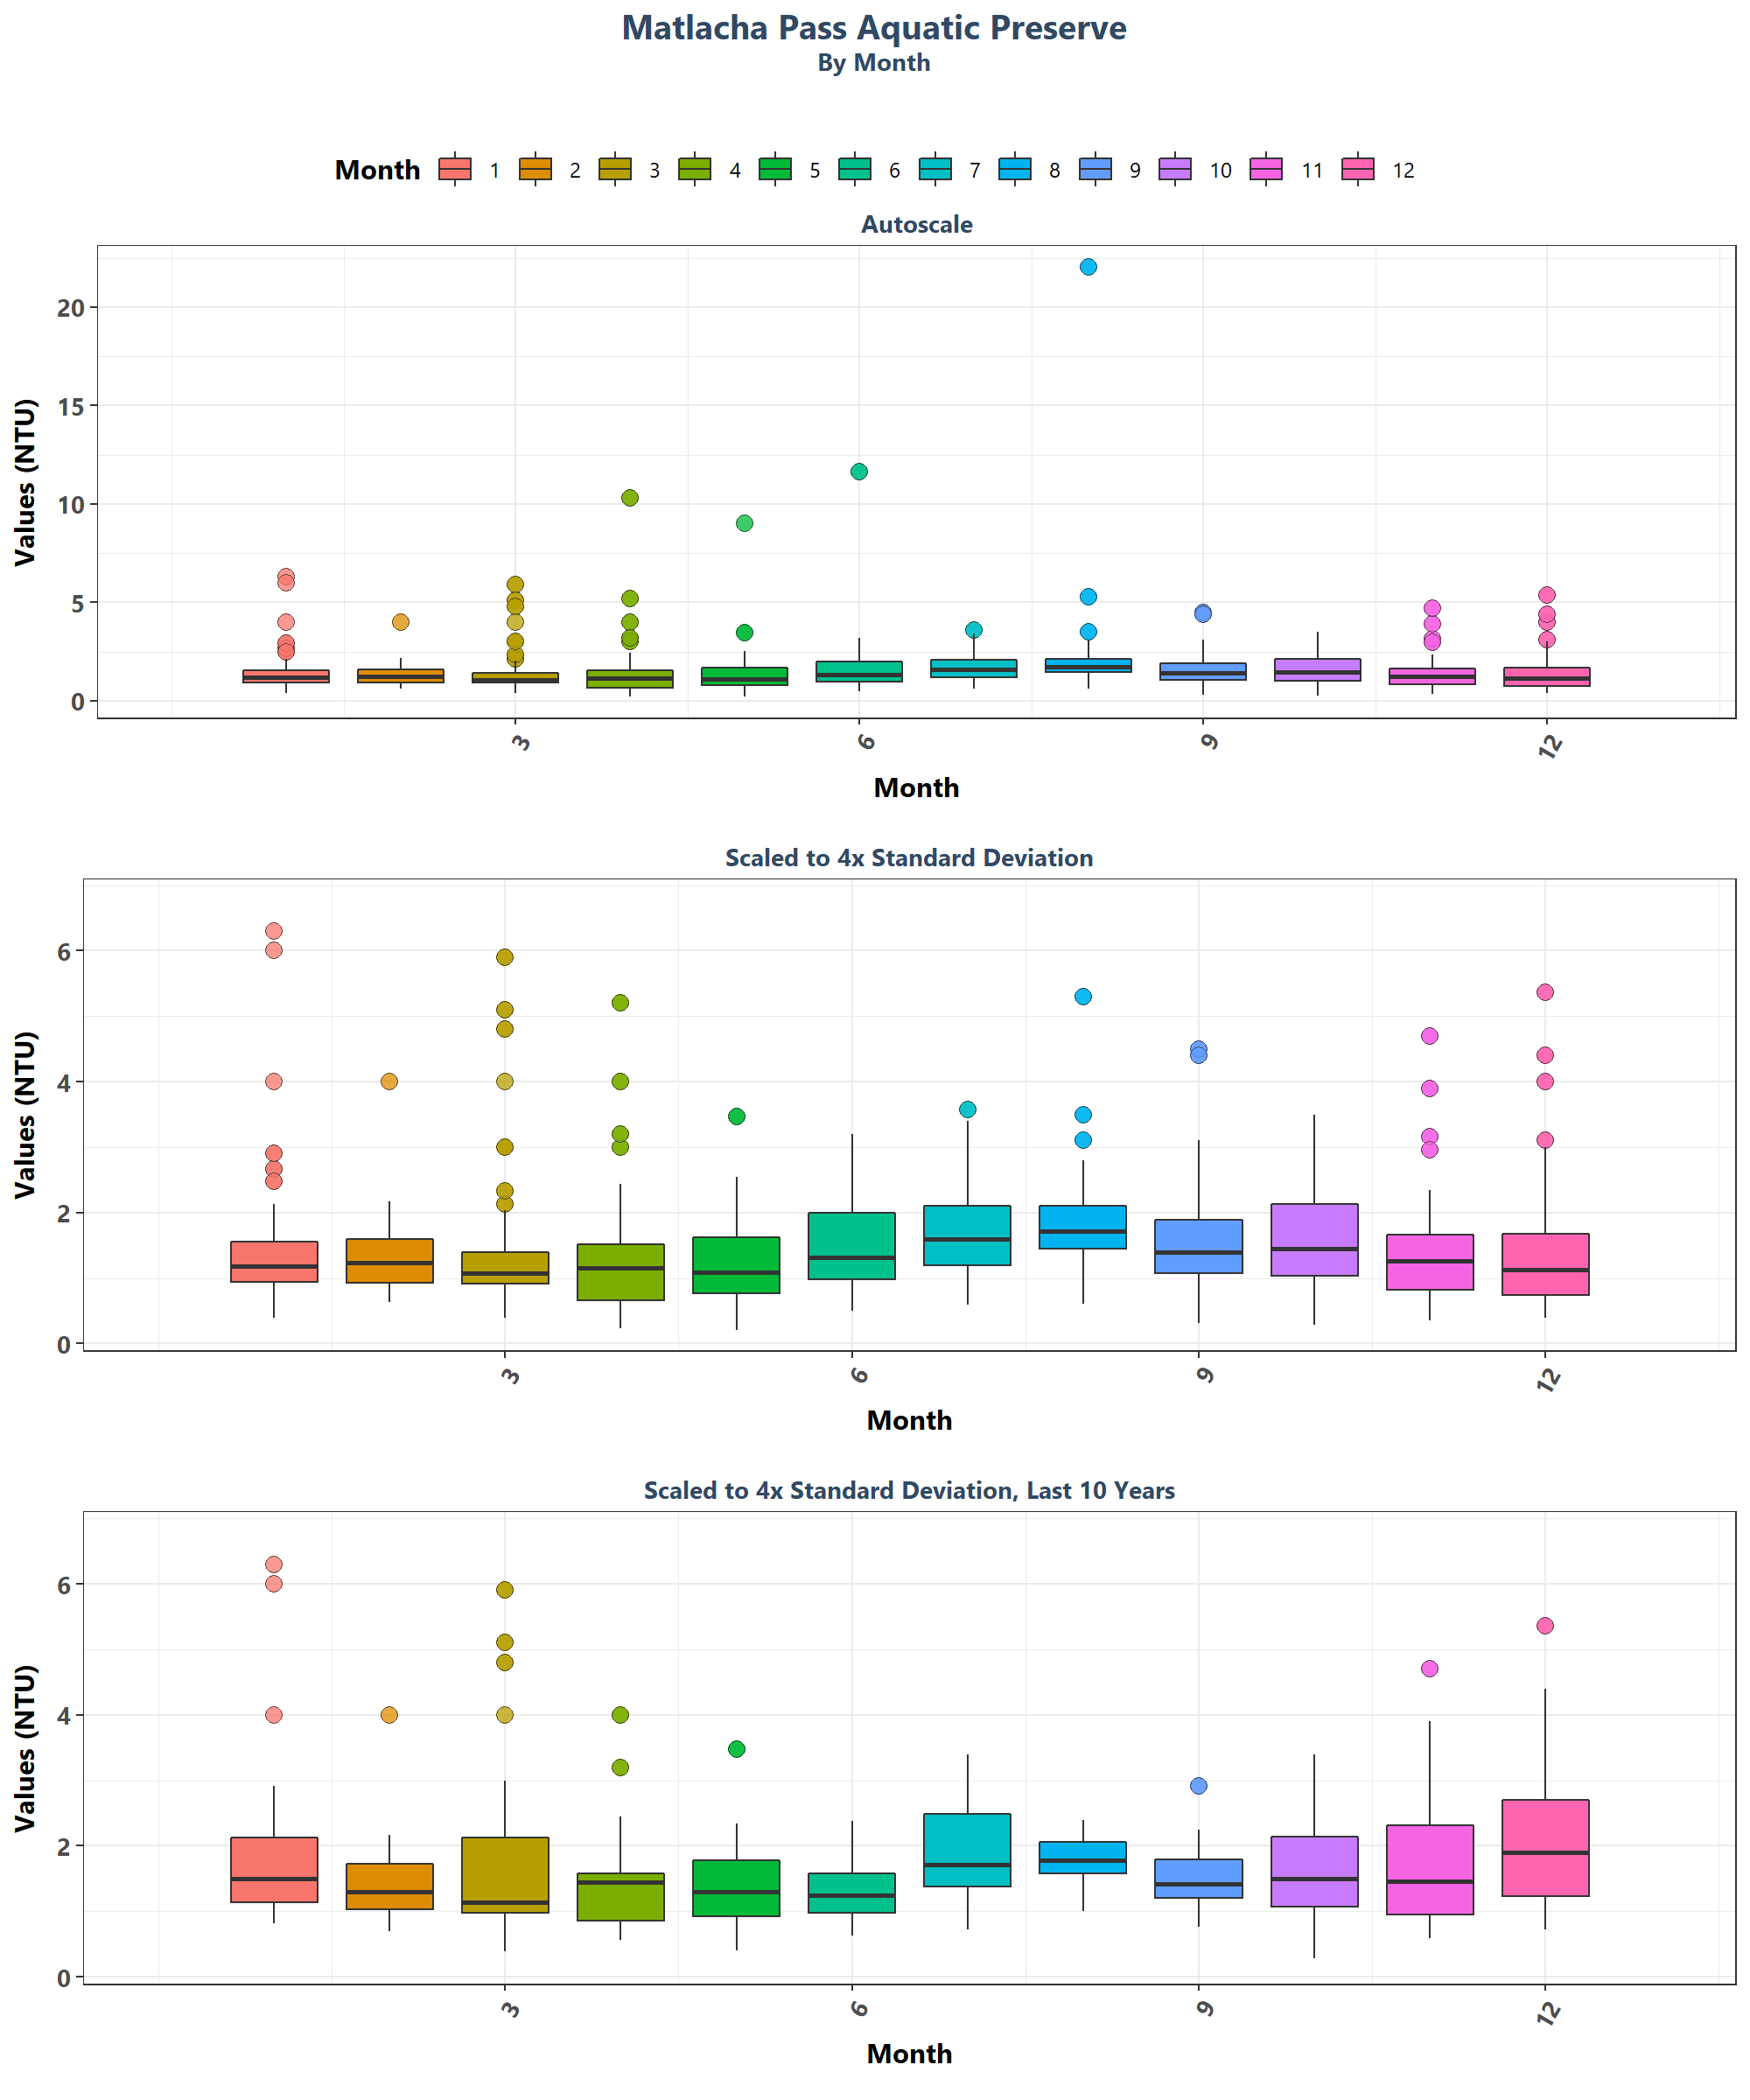 Matlacha Pass Aquatic Preserve
By Month
Month 1 2 3 4 5 6 7 8 9 10 11 12
Autoscale
Values (NTU)
20
15
10
5
0
3 6 9 12
Month
Scaled to 4x Standard Deviation
Values (NTU)
6
4
2
0
3 6 9 12
Month
Scaled to 4x Standard Deviation, Last 10 Years
Values (NTU)
6
4
2
0
3 6 9 12
Month